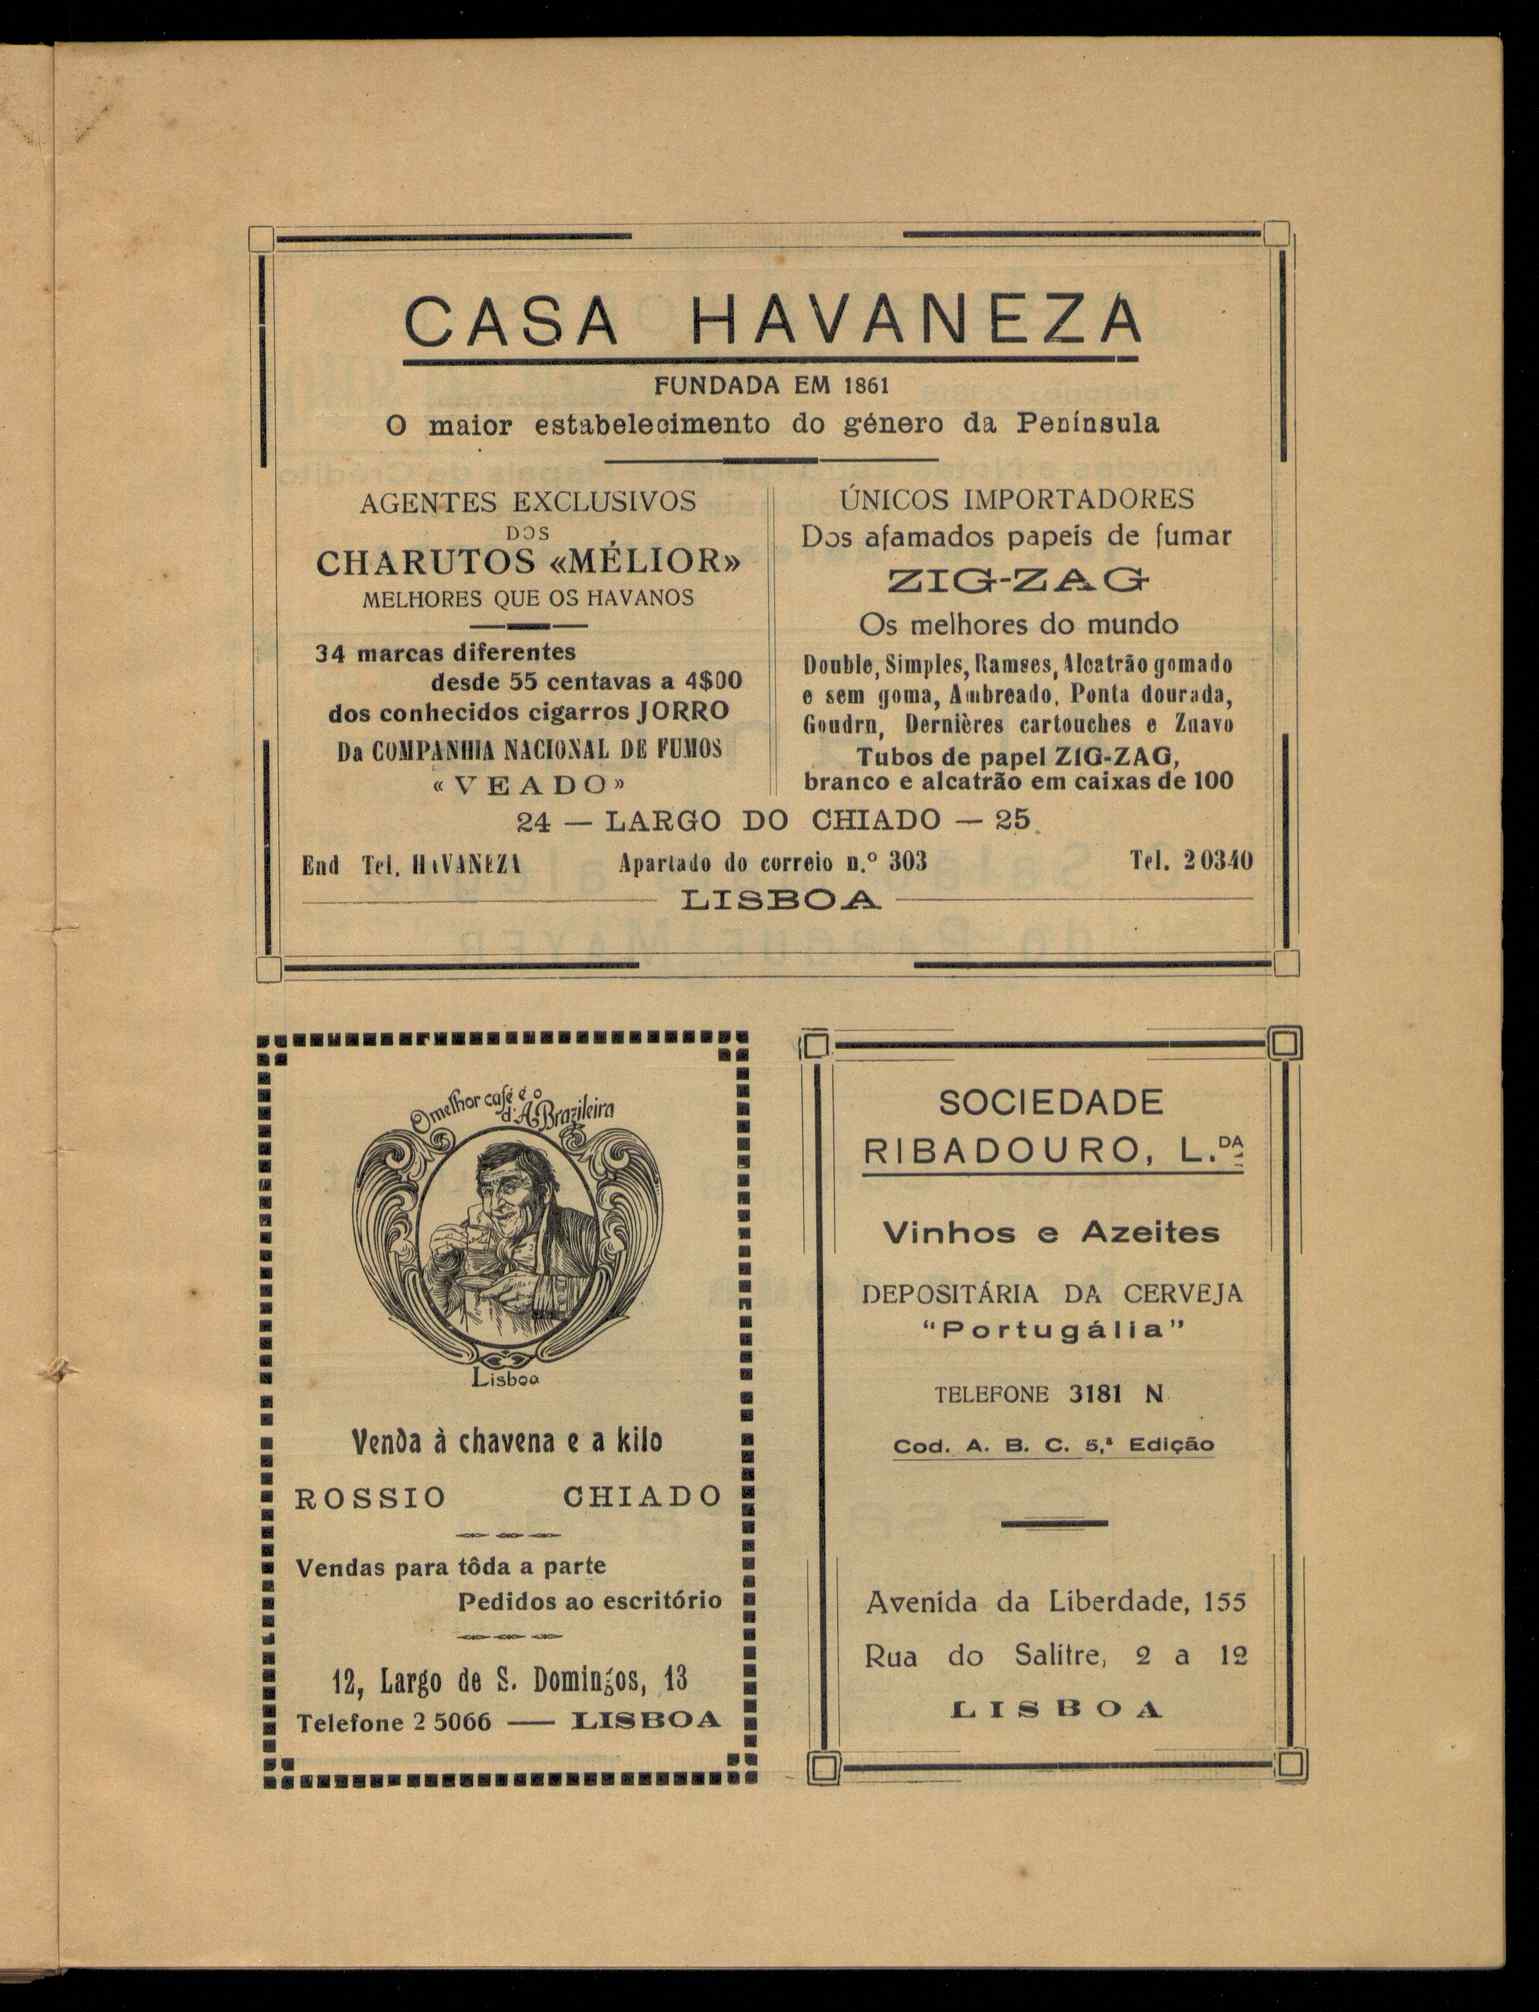 CASA HAVANEZA
FUNDADA EM 1861
O maior estabelecimento do género da Península
AGENTES EXCLUSIVOS
DOS
CHARUTOS «MÉLIOR»
MELHORES QUE OS HAVANOS
34 marcas diferentes
desde 55 centavas a 4$00
dos conhecidos cigarros JORRO
Da COMPANHIA NACIONAL DE FUMOS
«VEADO»
ÚNICOS IMPORTADORES
Dos afamados papeís de fumar
ZIG-ZAG
Os melhores do mundo
Double, Simples, Ramses, Alcatrão gomado
e sem goma, Ambreado, Ponta dourada,
Goudrn, Dernières cartouches e Zuavo
Tubos de papel ZIG-ZAG,
branco e alcatrão em caixas de 100
24 — LARGO DO CHIADO — 25
End Tel. HAVANEZA Apartado do correio n.º 303 Tel. 2 0340
LISBOA
O melhor café é o
d'A Brazileira
Lisboa
Venda à chavena e a kilo
ROSSIO CHIADO
Vendas para tôda a parte
Pedidos ao escritório
12, Largo de S. Domingos, 13
Telefone 2 5066 — LISBOA
SOCIEDADE
RIBADOURO, L.DA
Vinhos e Azeites
DEPOSITÁRIA DA CERVEJA
"Portugália"
TELEFONE 3181 N
Cod. A. B. C. 5,ª Edição
Avenida da Liberdade, 155
Rua do Salitre, 2 a 12
LISBOA